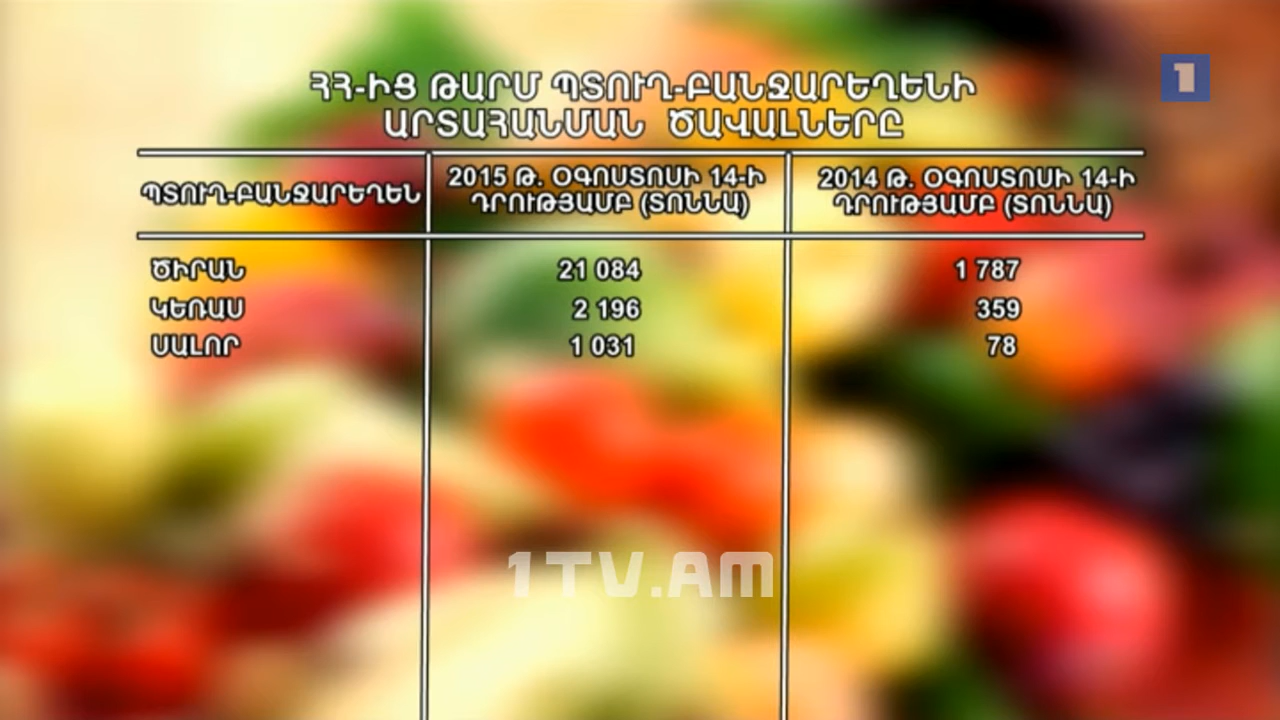 1
ՀՀ-ԻՑ ԹԱՐՄ ՊՏՈՒՂ-ԲԱՆՋԱՐԵՂԵՆԻ
ԱՐՏԱՀԱՆՄԱՆ ԾԱՎԱԼՆԵՐԸ
ՊՏՈՒՂ-ԲԱՆՋԱՐԵՂԵՆ
2015 Թ. ՕԳՈՍՏՈՍԻ 14-Ի
ԴՐՈՒԹՅԱՄԲ (ՏՈՆՆԱ)
2014 Թ. ՕԳՈՍՏՈՍԻ 14-Ի
ԴՐՈՒԹՅԱՄԲ (ՏՈՆՆԱ)
ԾԻՐԱՆ 21 084 1 787
ԿԵՌԱՍ 2 196 359
ՍԱԼՈՐ 1 031 78
1TV.AM